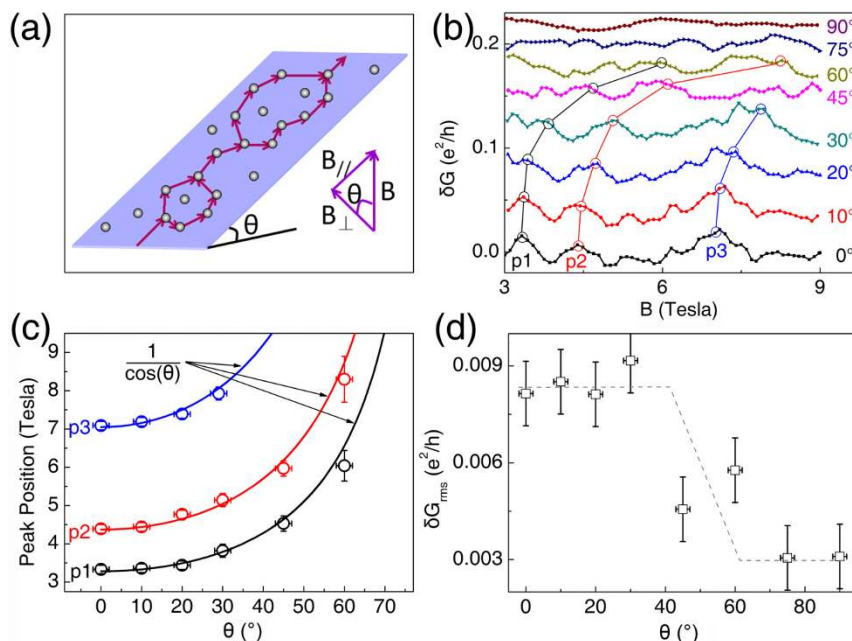 (a)
B//
B
θ
B⊥
θ
(b)
δG (e²/h)
0.2
0.1
0.0
90°
75°
60°
45°
30°
20°
10°
0°
p1
p2
p3
3
6
9
B (Tesla)
(c)
Peak Position (Tesla)
9
8
7
6
5
4
3
1
cos(θ)
p3
p2
p1
0
10
20
30
40
50
60
70
θ (°)
(d)
δGrms (e²/h)
0.009
0.006
0.003
0
20
40
60
80
θ (°)